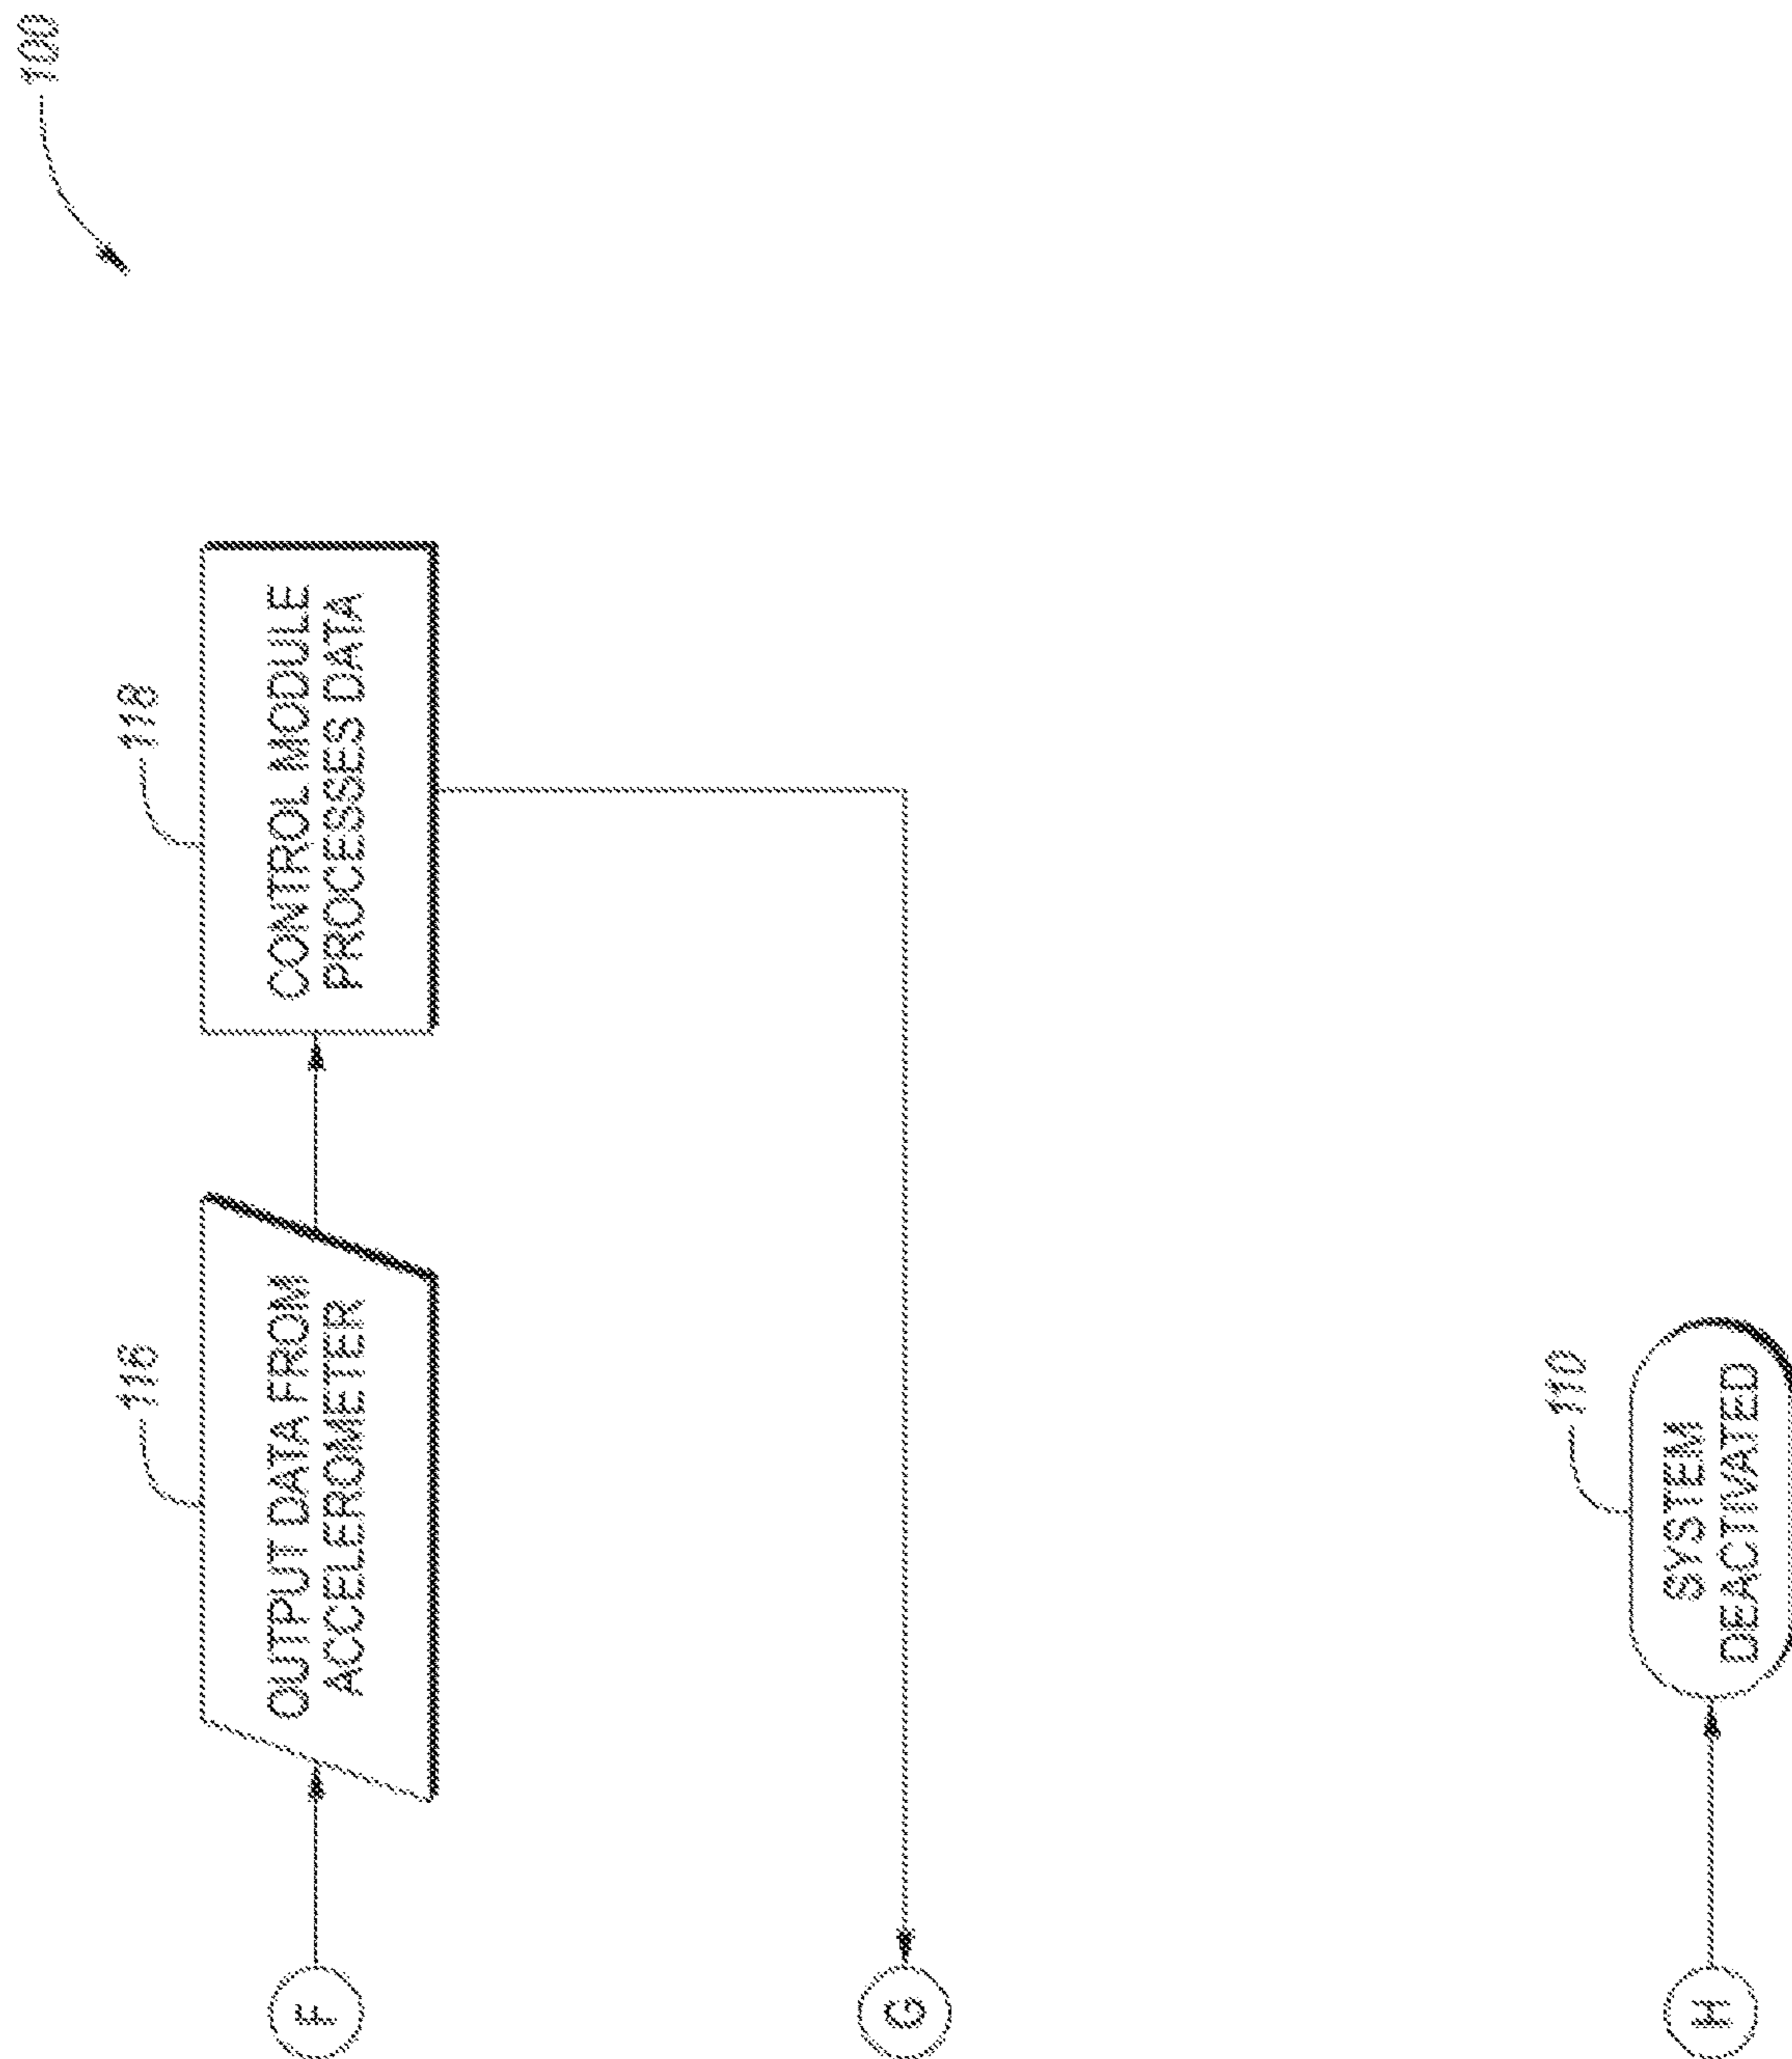 100
116
118
F
OUTPUT DATA FROM
ACCELEROMETER
CONTROL MODULE
PROCESSES DATA
G
110
H
SYSTEM
DEACTIVATED